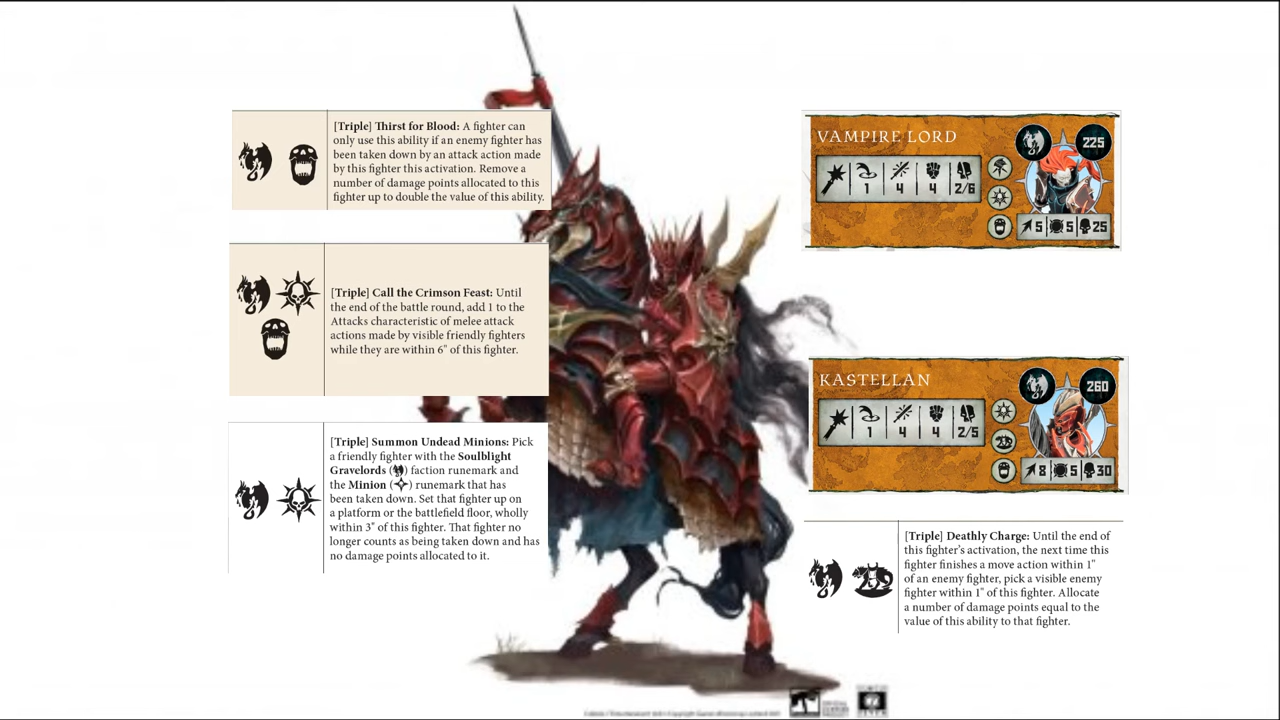 [Triple] Thirst for Blood: A fighter can
only use this ability if an enemy fighter has
been taken down by an attack action made
by this fighter this activation. Remove a
number of damage points allocated to this
fighter up to double the value of this ability.
[Triple] Call the Crimson Feast: Until
the end of the battle round, add 1 to the
Attacks characteristic of melee attack
actions made by visible friendly fighters
while they are within 6" of this fighter.
[Triple] Summon Undead Minions: Pick
a friendly fighter with the Soulblight
Gravelords ( ) faction runemark and
the Minion ( ) runemark that has
been taken down. Set that fighter up on
a platform or the battlefield floor, wholly
within 3" of this fighter. That fighter no
longer counts as being taken down and has
no damage points allocated to it.
VAMPIRE LORD
225
1 4 4 2/6
5 5 25
KASTELLAN
260
1 4 4 2/5
8 5 30
[Triple] Deathly Charge: Until the end of
this fighter's activation, the next time this
fighter finishes a move action within 1"
of an enemy fighter, pick a visible enemy
fighter within 1" of this fighter. Allocate
a number of damage points equal to the
value of this ability to that fighter.